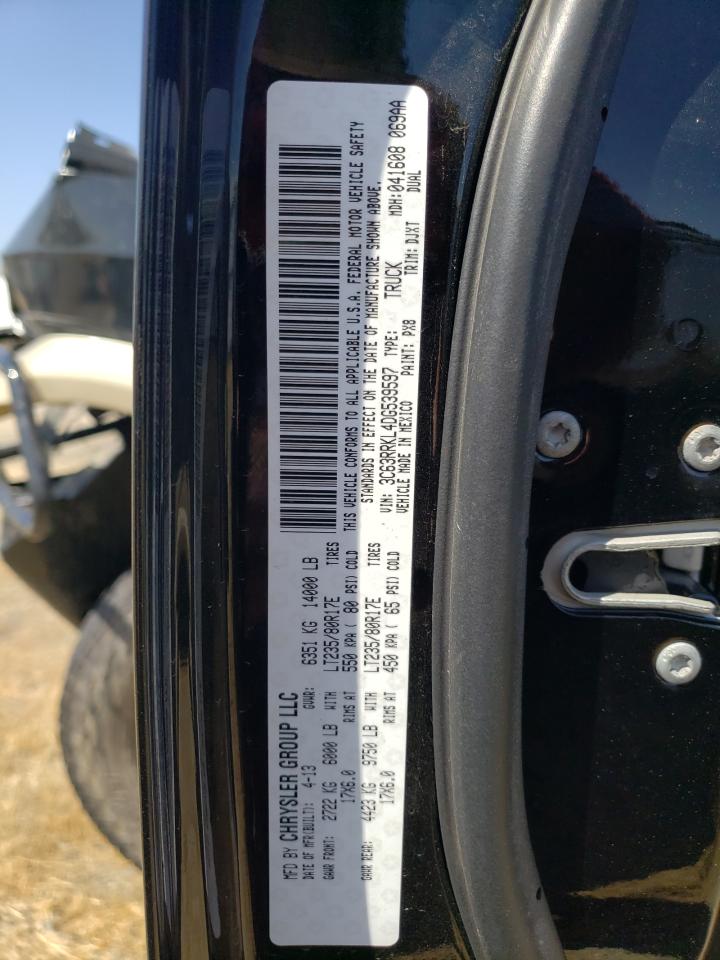 MFD BY CHRYSLER GROUP LLC
DATE OF MFR(BUILT): 4-13 GVWR: 6351 KG 14000 LB
GAWR FRONT: 2722 KG 6000 LB WITH LT235/80R17E TIRES
17X6.0 RIMS AT 550 KPA ( 80 PSI) COLD
GAWR REAR: 4423 KG 9750 LB WITH LT235/80R17E TIRES
17X6.0 RIMS AT 450 KPA ( 65 PSI) COLD
THIS VEHICLE CONFORMS TO ALL APPLICABLE U.S.A. FEDERAL MOTOR VEHICLE SAFETY
STANDARDS IN EFFECT ON THE DATE OF MANUFACTURE SHOWN ABOVE.
VIN: 3C63RRKL4DG539597 TYPE: TRUCK MDH:041608 069AA
VEHICLE MADE IN MEXICO PAINT: PX8 TRIM: DJXT DUAL